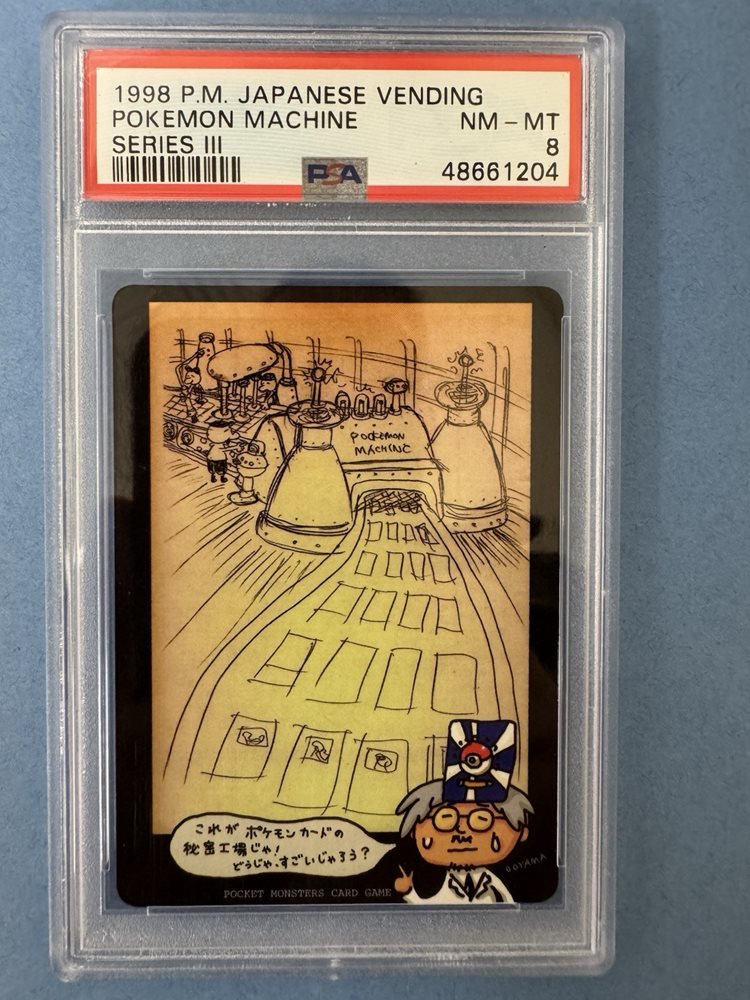 1998 P.M. JAPANESE VENDING
POKEMON MACHINE NM - MT
SERIES III 8
PSA 48661204
POCKEMON
MACHINE
これが ポケモンカードの
秘密工場じゃ!
どうじゃ、すごいじゃろう?
OOYAMA
POCKET MONSTERS CARD GAME